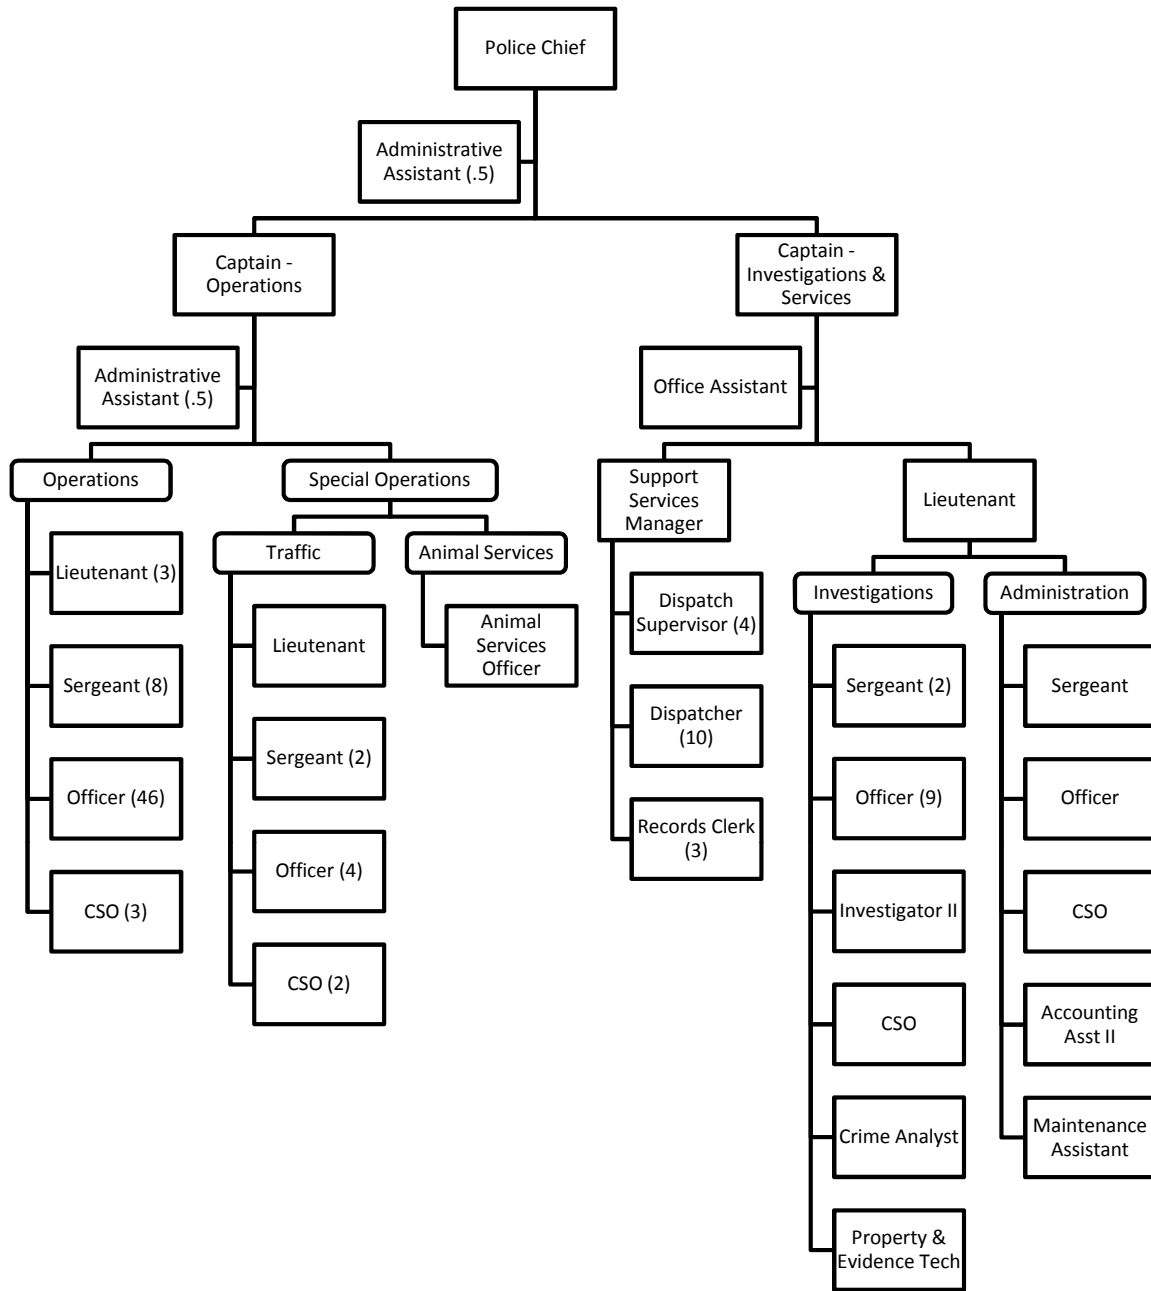 Police Chief
Administrative
Assistant (.5)
Captain -
Operations
Captain -
Investigations &
Services
Administrative
Assistant (.5)
Office Assistant
Operations
Special Operations
Support
Services
Manager
Lieutenant
Lieutenant (3)
Sergeant (8)
Officer (46)
CSO (3)
Traffic
Lieutenant
Sergeant (2)
Officer (4)
CSO (2)
Animal Services
Animal
Services
Officer
Dispatch
Supervisor (4)
Dispatcher
(10)
Records Clerk
(3)
Investigations
Sergeant (2)
Officer (9)
Investigator II
CSO
Crime Analyst
Property &
Evidence Tech
Administration
Sergeant
Officer
CSO
Accounting
Asst II
Maintenance
Assistant